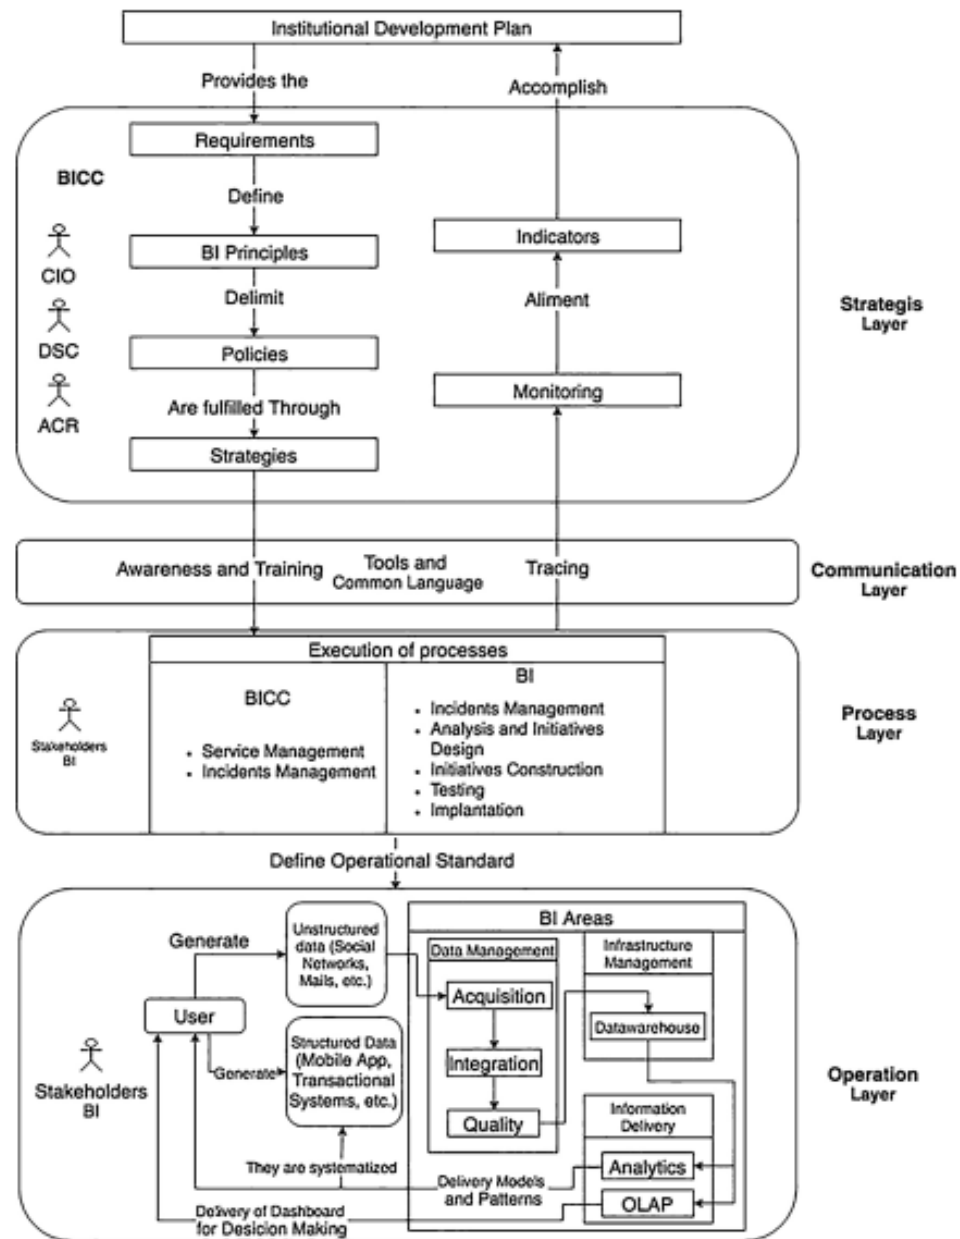 Institutional Development Plan
Provides the
Accomplish
Requirements
BICC
Define
CIO
BI Principles
Indicators
Delimit
Aliment
DSC
Policies
Strategis
Layer
ACR
Are fulfilled Through
Monitoring
Strategies
Awareness and Training
Tools and
Common Language
Tracing
Communication
Layer
Execution of processes
BICC
• Service Management
• Incidents Management
BI
• Incidents Management
• Analysis and Initiatives
Design
• Initiatives Construction
• Testing
• Implantation
Stakeholders
BI
Process
Layer
Define Operational Standard
BI Areas
Generate
Unstructured
data (Social
Networks,
Mails, etc.)
Data Management
Infrastructure
Management
Acquisition
User
Datawarehouse
Structured Data
(Mobile App,
Transactional
Systems, etc.)
Generate
Integration
Stakeholders
BI
Operation
Layer
Quality
Information
Delivery
They are systematized
Delivery Models
and Patterns
Analytics
OLAP
Delivery of Dashboard
for Desicion Making